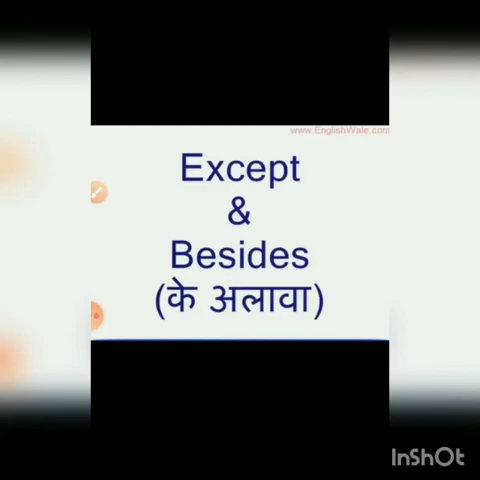 www.EnglishWale.com
Except
&
Besides
(के अलावा)
InShOt